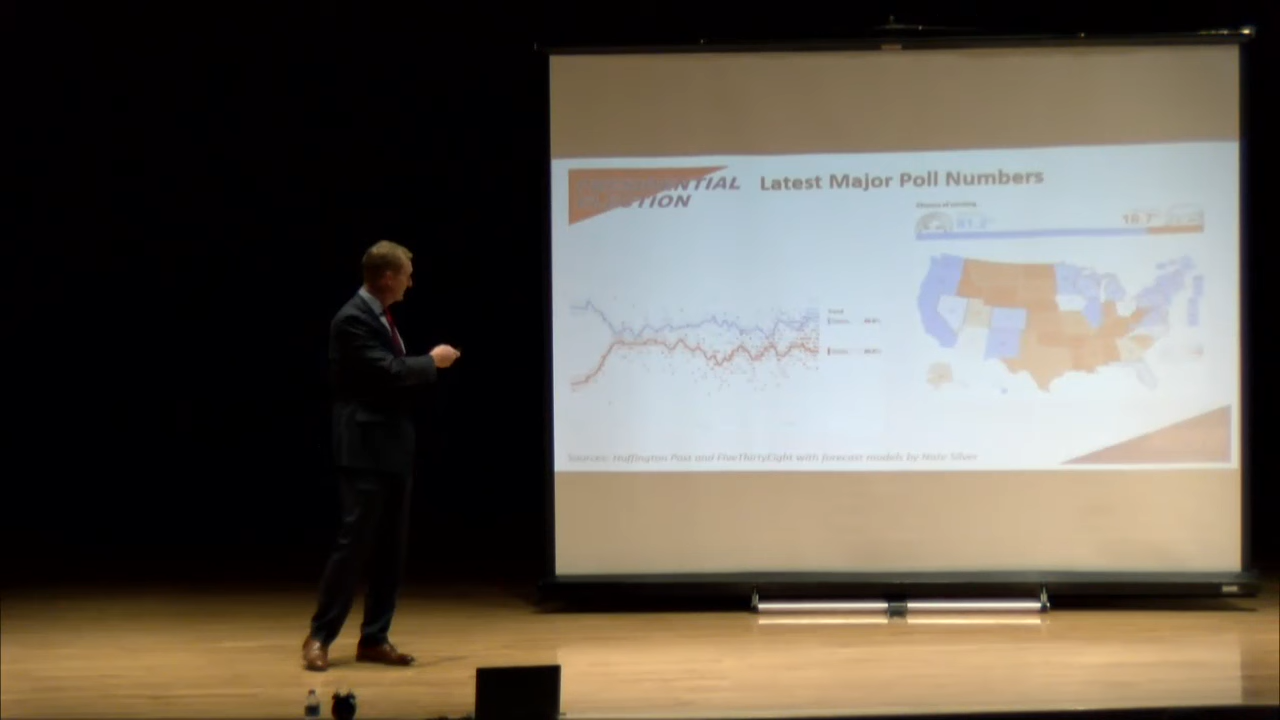 PRESIDENTIAL
ELECTION
Latest Major Poll Numbers
Chance of winning
81.2%
18.7%
Sources: Huffington Post and FiveThirtyEight with forecast models by Nate Silver